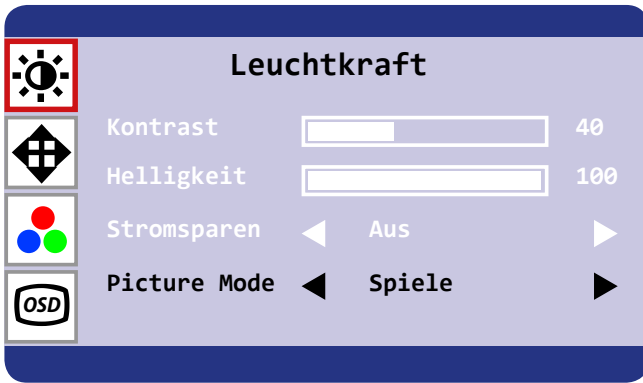 Leuchtkraft
Kontrast 40
Helligkeit 100
Stromsparen Aus
Picture Mode Spiele
OSD